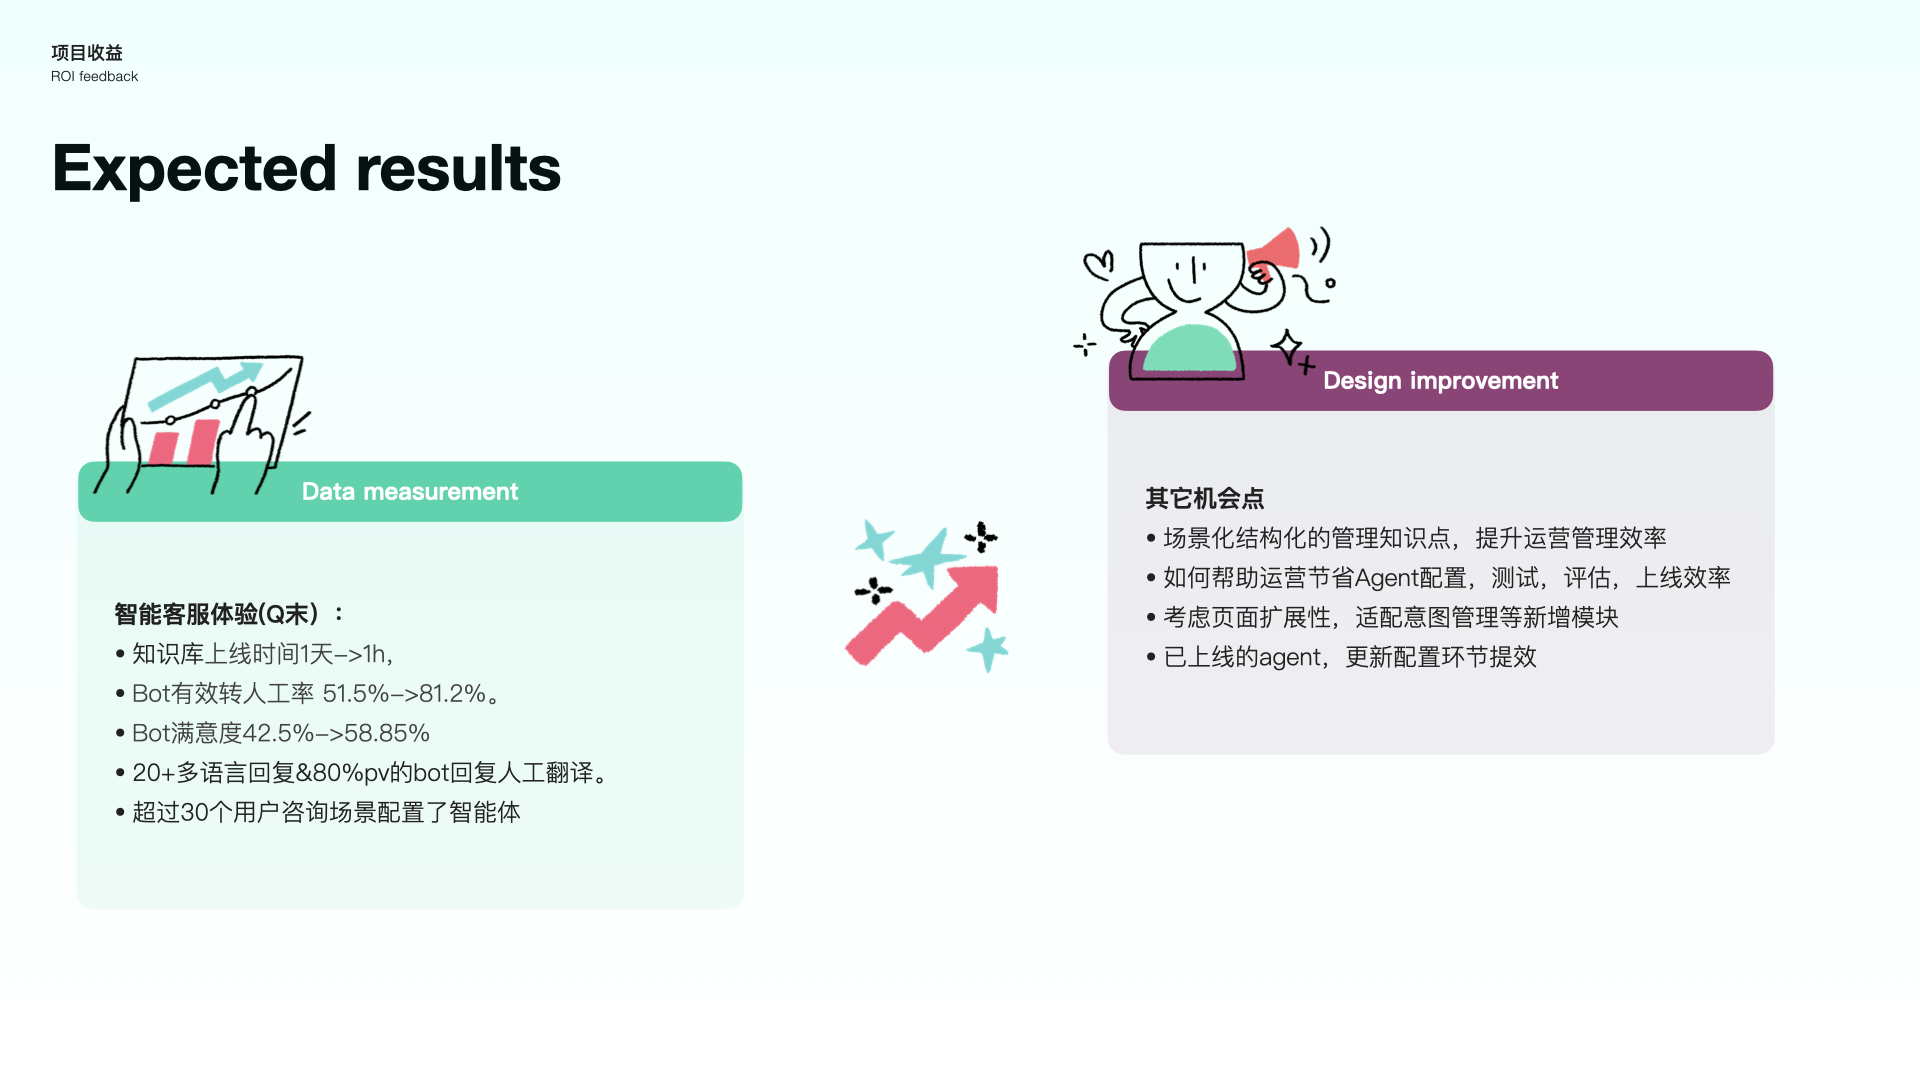 项目收益
ROI feedback
Expected results
Data measurement
智能客服体验(Q末）：
• 知识库上线时间1天–>1h,
• Bot有效转人工率 51.5%–>81.2%。
• Bot满意度42.5%–>58.85%
• 20+多语言回复&80%pv的bot回复人工翻译。
• 超过30个用户咨询场景配置了智能体
Design improvement
其它机会点
• 场景化结构化的管理知识点，提升运营管理效率
• 如何帮助运营节省Agent配置，测试，评估，上线效率
• 考虑页面扩展性，适配意图管理等新增模块
• 已上线的agent，更新配置环节提效